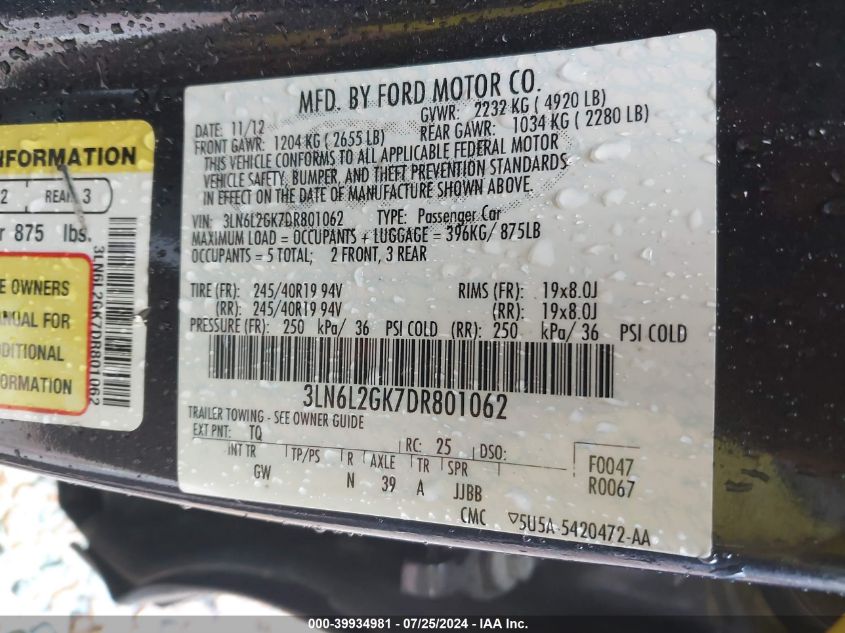 MFD. BY FORD MOTOR CO.
DATE: 11/12 GVWR: 2232 KG ( 4920 LB)
FRONT GAWR: 1204 KG ( 2655 LB) REAR GAWR: 1034 KG ( 2280 LB)
THIS VEHICLE CONFORMS TO ALL APPLICABLE FEDERAL MOTOR
VEHICLE SAFETY, BUMPER, AND THEFT PREVENTION STANDARDS
IN EFFECT ON THE DATE OF MANUFACTURE SHOWN ABOVE.
VIN: 3LN6L2GK7DR801062 TYPE: Passenger Car
MAXIMUM LOAD = OCCUPANTS + LUGGAGE = 396KG/ 875LB
OCCUPANTS = 5 TOTAL; 2 FRONT, 3 REAR
TIRE (FR): 245/40R19 94V RIMS (FR): 19x8.0J
(RR): 245/40R19 94V (RR): 19x8.0J
PRESSURE (FR): 250 kPa/ 36 PSI COLD (RR): 250 kPa/ 36 PSI COLD
3LN6L2GK7DR801062
TRAILER TOWING - SEE OWNER GUIDE
EXT PNT: TQ RC: 25 DSO:
INT TR TP/PS R AXLE TR SPR F0047
GW N 39 A JJBB R0067
CMC ▽5U5A-5420472-AA
INFORMATION
2 REAR 3
875 lbs.
OWNERS
FOR
3LN6L2GK7DR801062
000-39934981 - 07/25/2024 - IAA Inc.